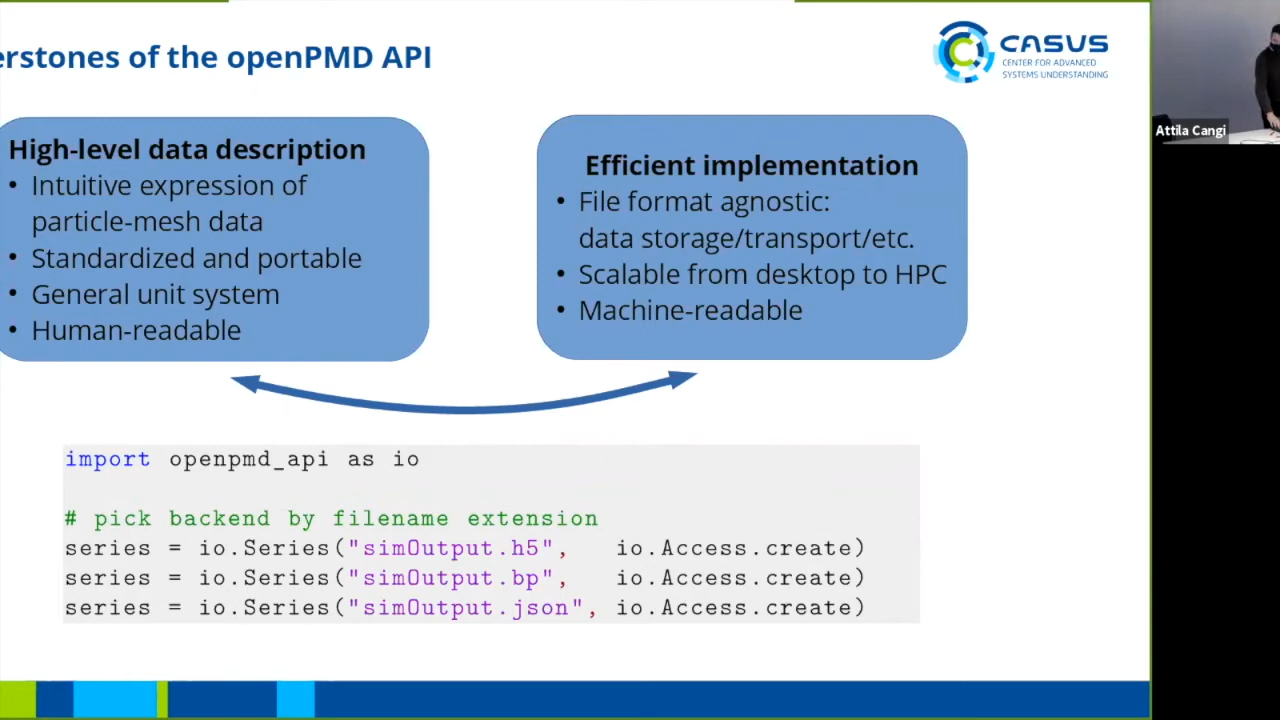 erstones of the openPMD API
CASUS
CENTER FOR ADVANCED
SYSTEMS UNDERSTANDING
Attila Cangi
High-level data description
• Intuitive expression of
particle-mesh data
• Standardized and portable
• General unit system
• Human-readable
Efficient implementation
• File format agnostic:
data storage/transport/etc.
• Scalable from desktop to HPC
• Machine-readable
import openpmd_api as io
# pick backend by filename extension
series = io.Series("simOutput.h5",   io.Access.create)
series = io.Series("simOutput.bp",   io.Access.create)
series = io.Series("simOutput.json", io.Access.create)